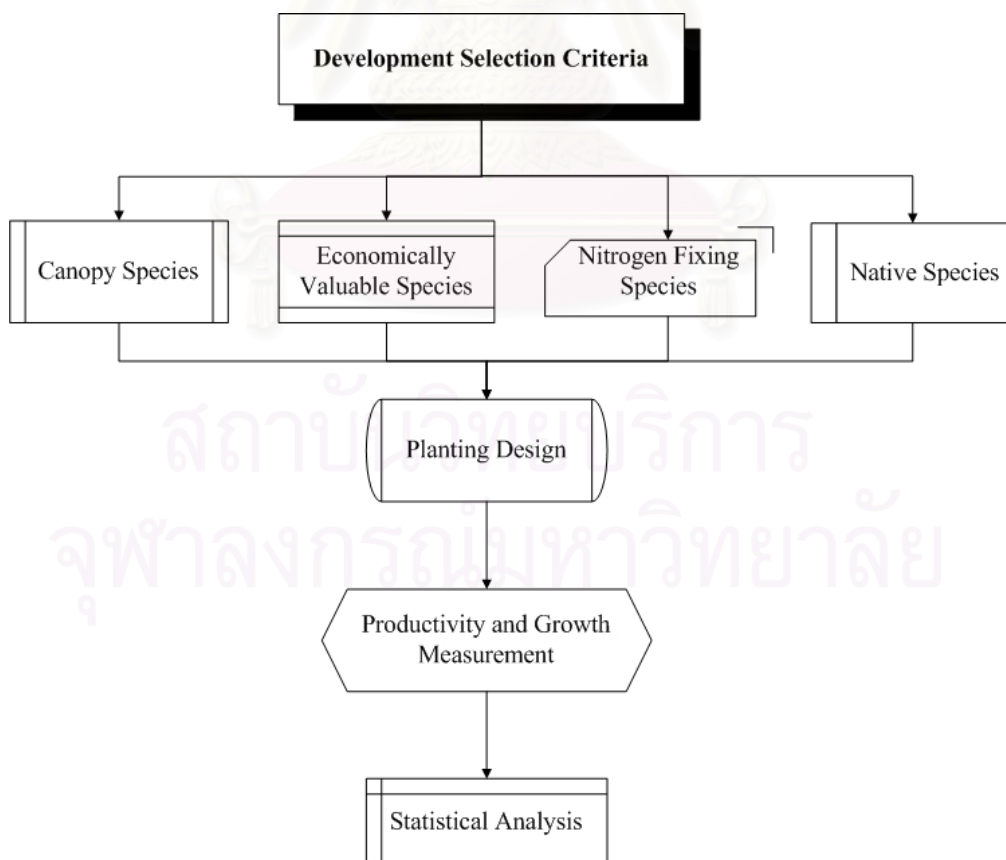 Development Selection Criteria
Canopy Species
Economically
Valuable Species
Nitrogen Fixing
Species
Native Species
สถาบันวิทยบริการ
Planting Design
จุฬาลงกรณ์มหาวิทยาลัย
Productivity and Growth
Measurement
Statistical Analysis